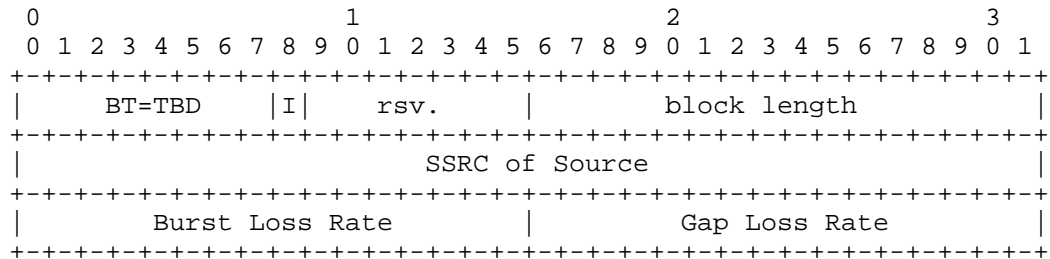 0                   1                   2                   3
 0 1 2 3 4 5 6 7 8 9 0 1 2 3 4 5 6 7 8 9 0 1 2 3 4 5 6 7 8 9 0 1
+-+-+-+-+-+-+-+-+-+-+-+-+-+-+-+-+-+-+-+-+-+-+-+-+-+-+-+-+-+-+-+-+
|     BT=TBD    |I|    rsv.     |        block length           |
+-+-+-+-+-+-+-+-+-+-+-+-+-+-+-+-+-+-+-+-+-+-+-+-+-+-+-+-+-+-+-+-+
|                         SSRC of Source                        |
+-+-+-+-+-+-+-+-+-+-+-+-+-+-+-+-+-+-+-+-+-+-+-+-+-+-+-+-+-+-+-+-+
|        Burst Loss Rate        |         Gap Loss Rate         |
+-+-+-+-+-+-+-+-+-+-+-+-+-+-+-+-+-+-+-+-+-+-+-+-+-+-+-+-+-+-+-+-+